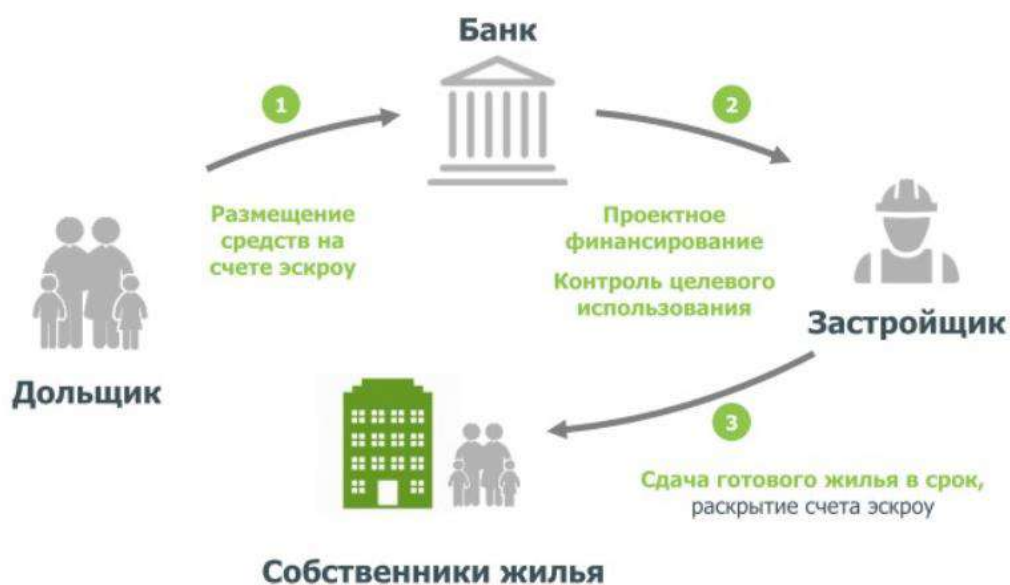 Банк
1
2
Размещение
средств на
счете эскроу
Проектное
финансирование
Контроль целевого
использования
Застройщик
Дольщик
3
Сдача готового жилья в срок,
раскрытие счета эскроу
Собственники жилья